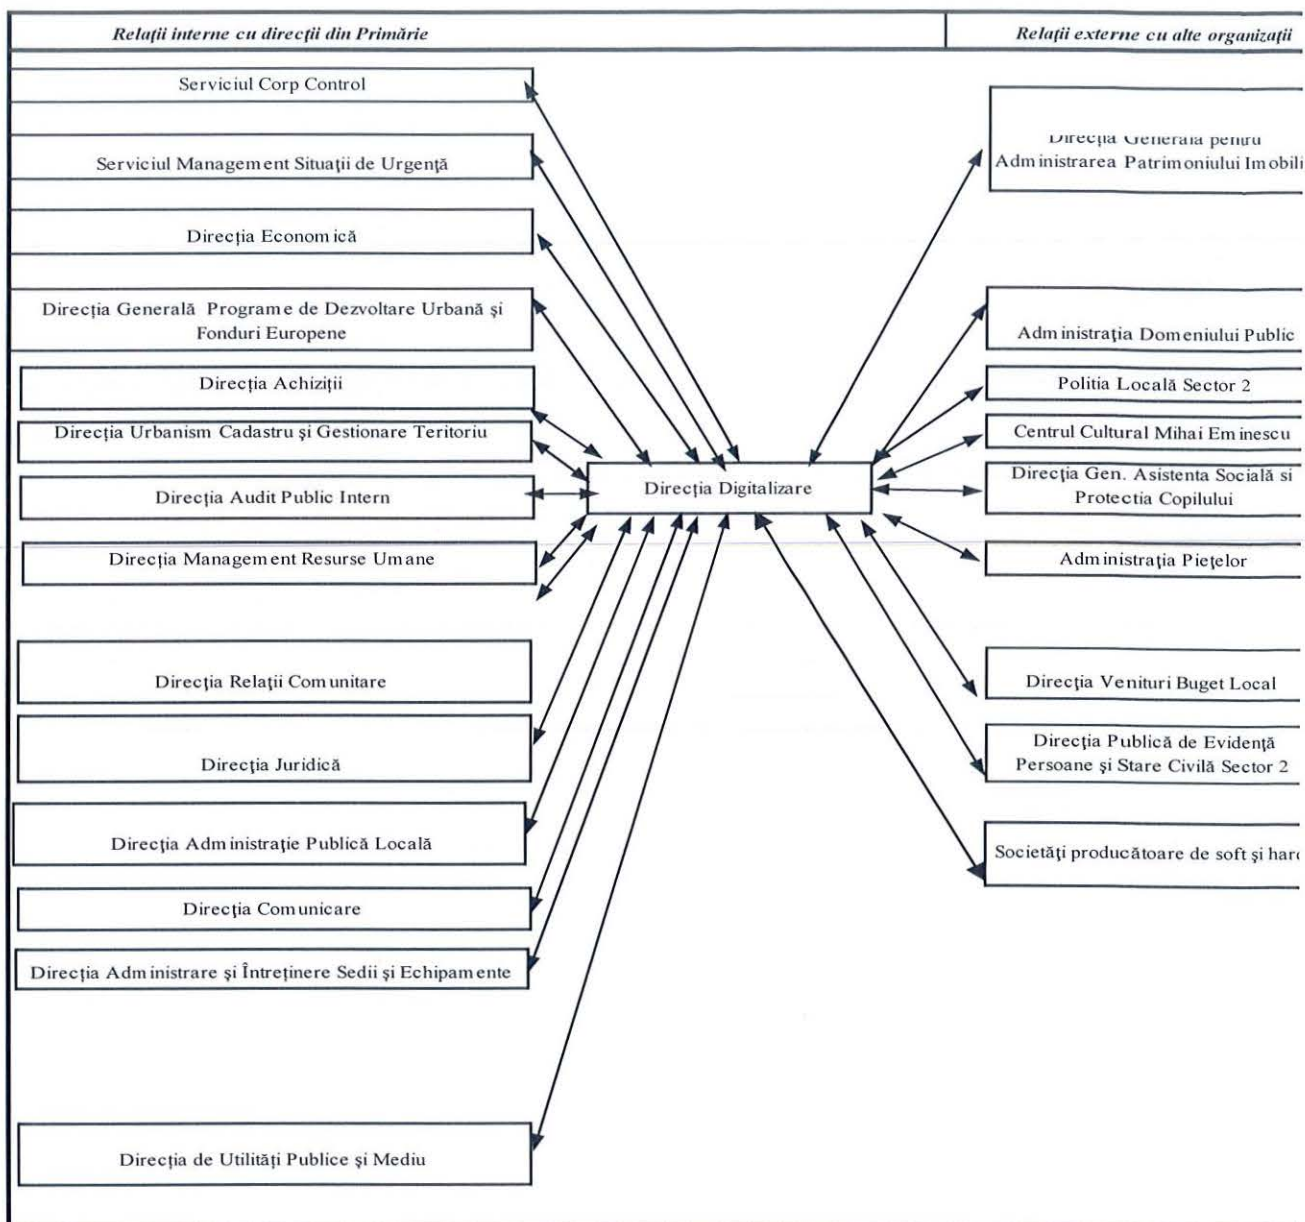 Relații interne cu direcții din Primărie
Relații externe cu alte organizații
Serviciul Corp Control
Serviciul Management Situații de Urgență
Direcția Economică
Direcția Generală Programe de Dezvoltare Urbană și
Fonduri Europene
Direcția Achiziții
Direcția Urbanism Cadastru și Gestionare Teritoriu
Direcția Audit Public Intern
Direcția Management Resurse Umane
Direcția Relații Comunitare
Direcția Juridică
Direcția Administrație Publică Locală
Direcția Comunicare
Direcția Administrare și Întreținere Sedii și Echipamente
Direcția de Utilități Publice și Mediu
Direcția Digitalizare
Direcția Generală pentru
Administrarea Patrimoniului Imobili
Administrația Domeniului Public
Politia Locală Sector 2
Centrul Cultural Mihai Eminescu
Direcția Gen. Asistenta Socială si
Protectia Copilului
Administrația Piețelor
Direcția Venituri Buget Local
Direcția Publică de Evidență
Persoane și Stare Civilă Sector 2
Societăți producătoare de soft și hard